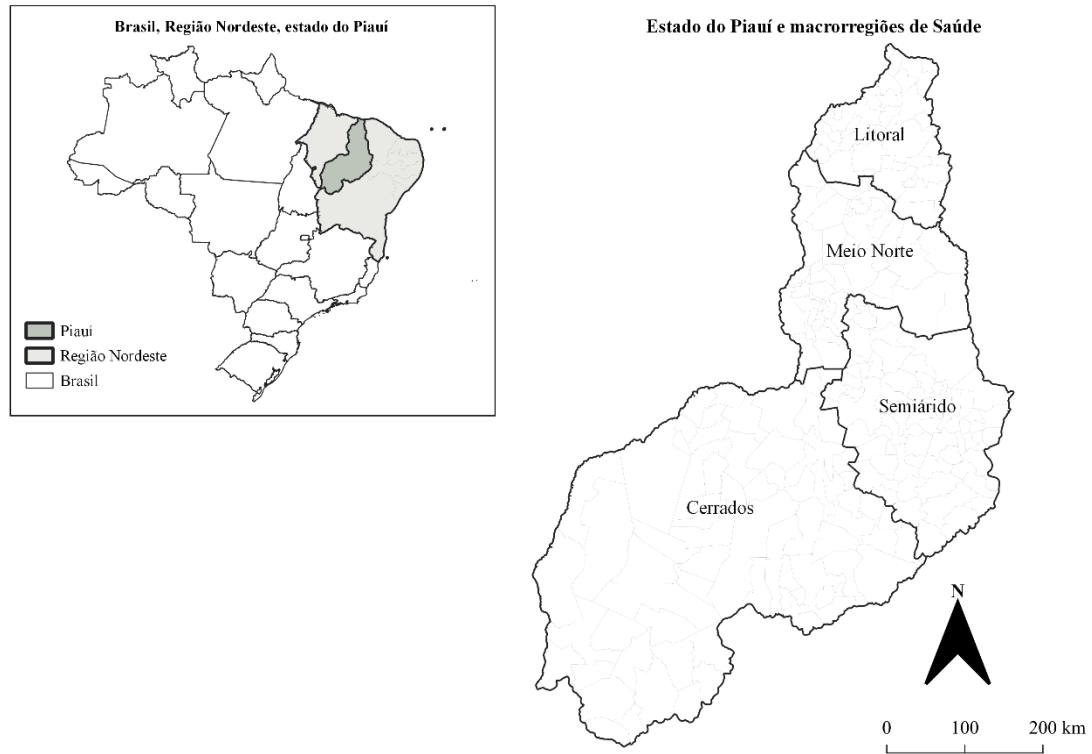 Brasil, Região Nordeste, estado do Piauí
Piaui
Região Nordeste
Brasil
Estado do Piauí e macrorregiões de Saúde
Litoral
Meio Norte
Semiárido
Cerrados
N
0 100 200 km